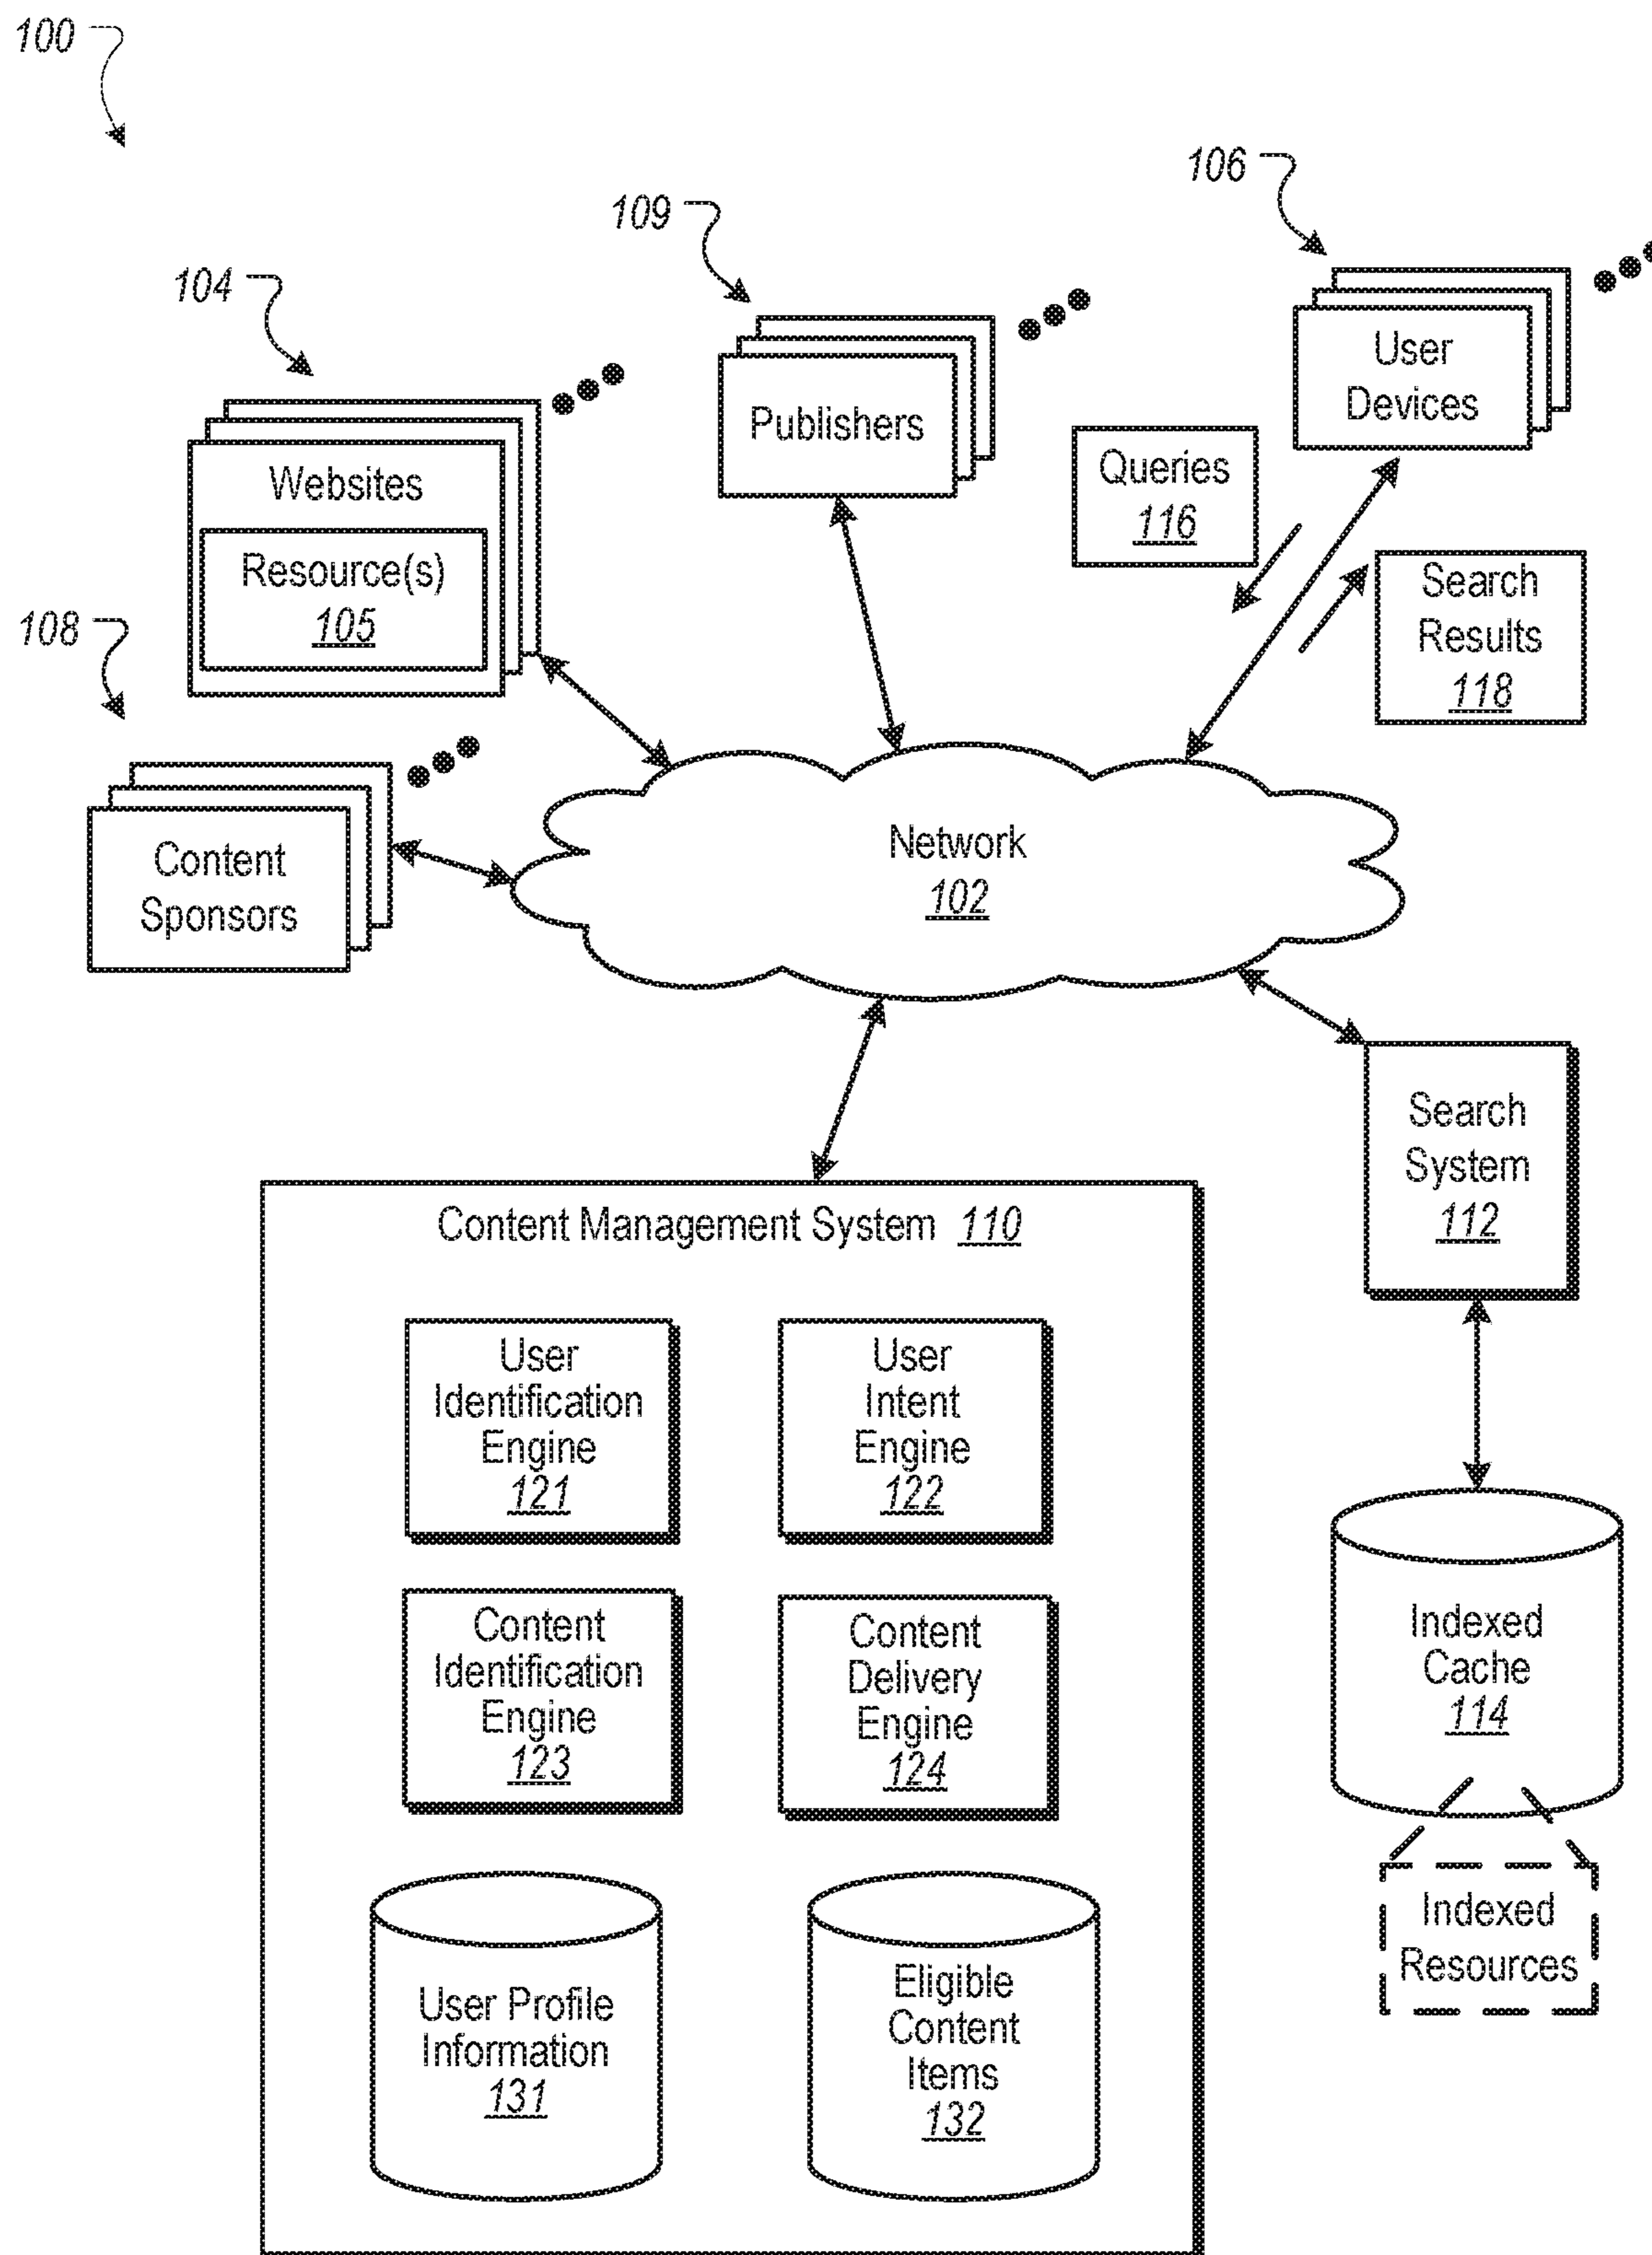 100
106
109
104
User
Devices
Publishers
Queries
116
Websites
Resource(s)
105
Search
Results
118
108
Network
102
Content
Sponsors
Search
System
112
Content Management System 110
User
Identification
Engine
121
User
Intent
Engine
122
Content
Identification
Engine
123
Content
Delivery
Engine
124
Indexed
Cache
114
Indexed
Resources
User Profile
Information
131
Eligible
Content
Items
132